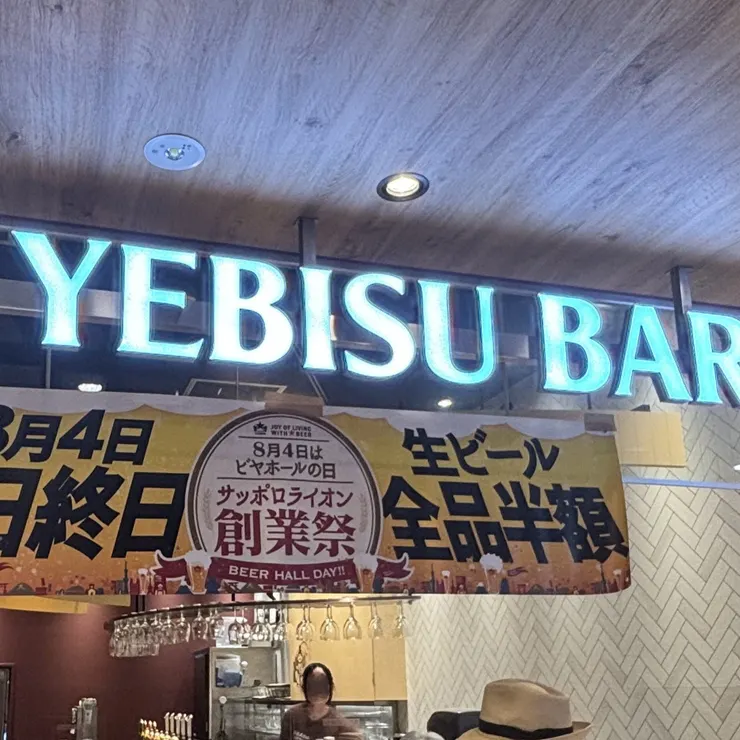 YEBISU BAR
8月4日
日終日
JOY OF LIVING
WITH BEER
8月4日は
ビヤホールの日
サッポロライオン
創業祭
BEER HALL DAY!!
生ビール
全品半額